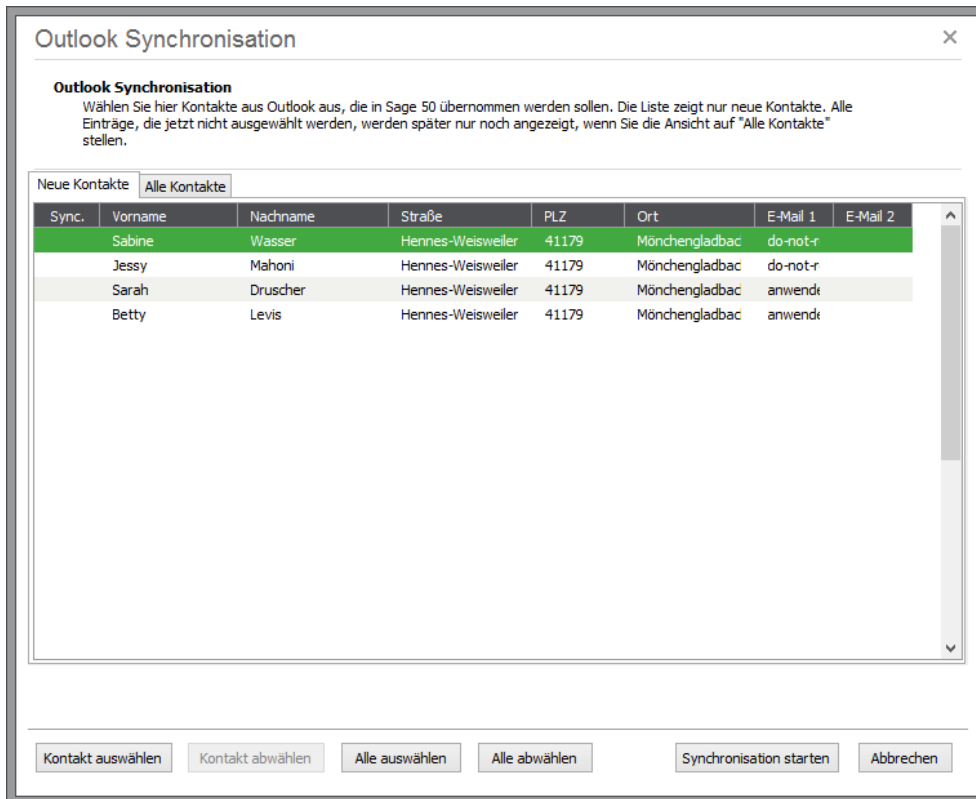 Outlook Synchronisation
Outlook Synchronisation
Wählen Sie hier Kontakte aus Outlook aus, die in Sage 50 übernommen werden sollen. Die Liste zeigt nur neue Kontakte. Alle
Einträge, die jetzt nicht ausgewählt werden, werden später nur noch angezeigt, wenn Sie die Ansicht auf "Alle Kontakte"
stellen.
Neue Kontakte Alle Kontakte
Sync. Vorname Nachname Straße PLZ Ort E-Mail 1 E-Mail 2
Sabine Wasser Hennes-Weisweiler 41179 Mönchengladbac do-not-r
Jessy Mahoni Hennes-Weisweiler 41179 Mönchengladbac do-not-r
Sarah Druscher Hennes-Weisweiler 41179 Mönchengladbac anwende
Betty Levis Hennes-Weisweiler 41179 Mönchengladbac anwende
Kontakt auswählen Kontakt abwählen Alle auswählen Alle abwählen Synchronisation starten Abbrechen